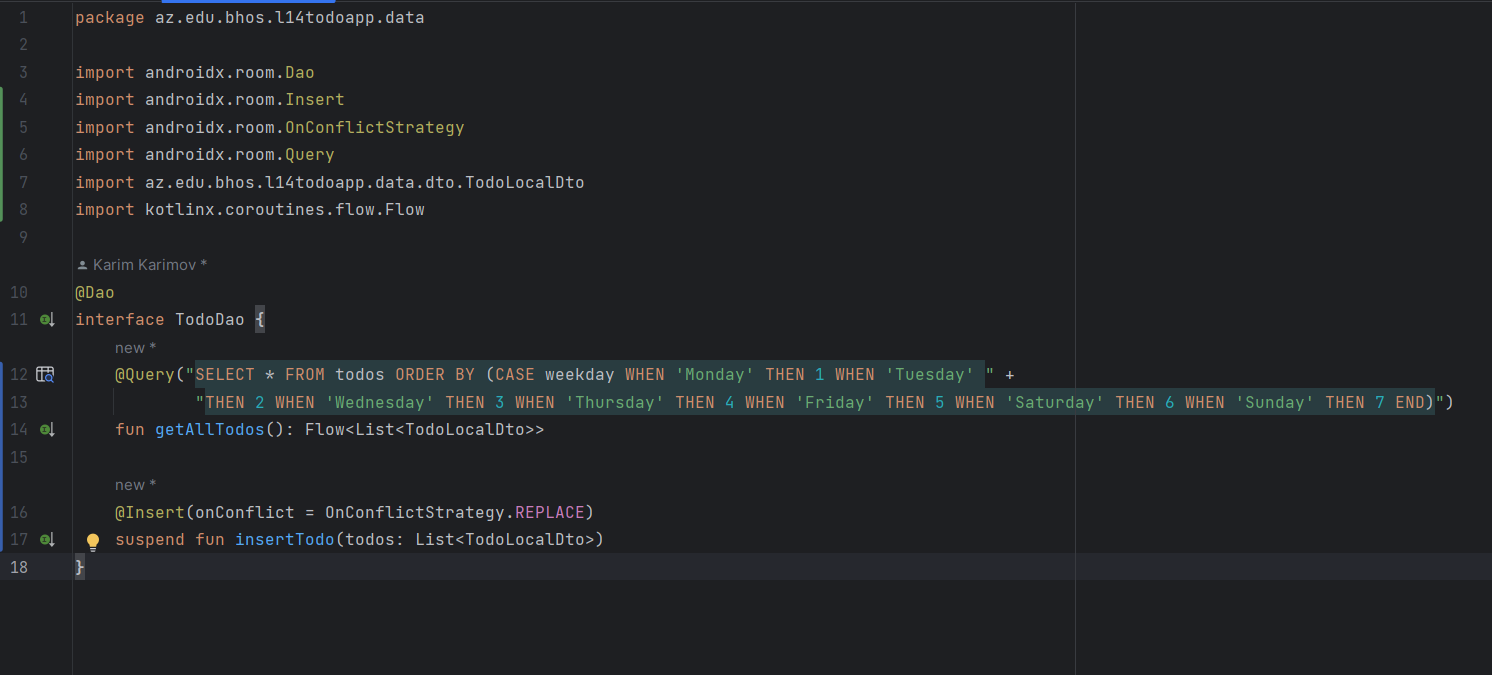 1 package az.edu.bhos.l14todoapp.data
2
3 import androidx.room.Dao
4 import androidx.room.Insert
5 import androidx.room.OnConflictStrategy
6 import androidx.room.Query
7 import az.edu.bhos.l14todoapp.data.dto.TodoLocalDto
8 import kotlinx.coroutines.flow.Flow
9
Karim Karimov *
10 @Dao
11 interface TodoDao {
new *
12 @Query("SELECT * FROM todos ORDER BY (CASE weekday WHEN 'Monday' THEN 1 WHEN 'Tuesday' " +
13 "THEN 2 WHEN 'Wednesday' THEN 3 WHEN 'Thursday' THEN 4 WHEN 'Friday' THEN 5 WHEN 'Saturday' THEN 6 WHEN 'Sunday' THEN 7 END)")
14 fun getAllTodos(): Flow<List<TodoLocalDto>>
15
new *
16 @Insert(onConflict = OnConflictStrategy.REPLACE)
17 suspend fun insertTodo(todos: List<TodoLocalDto>)
18 }